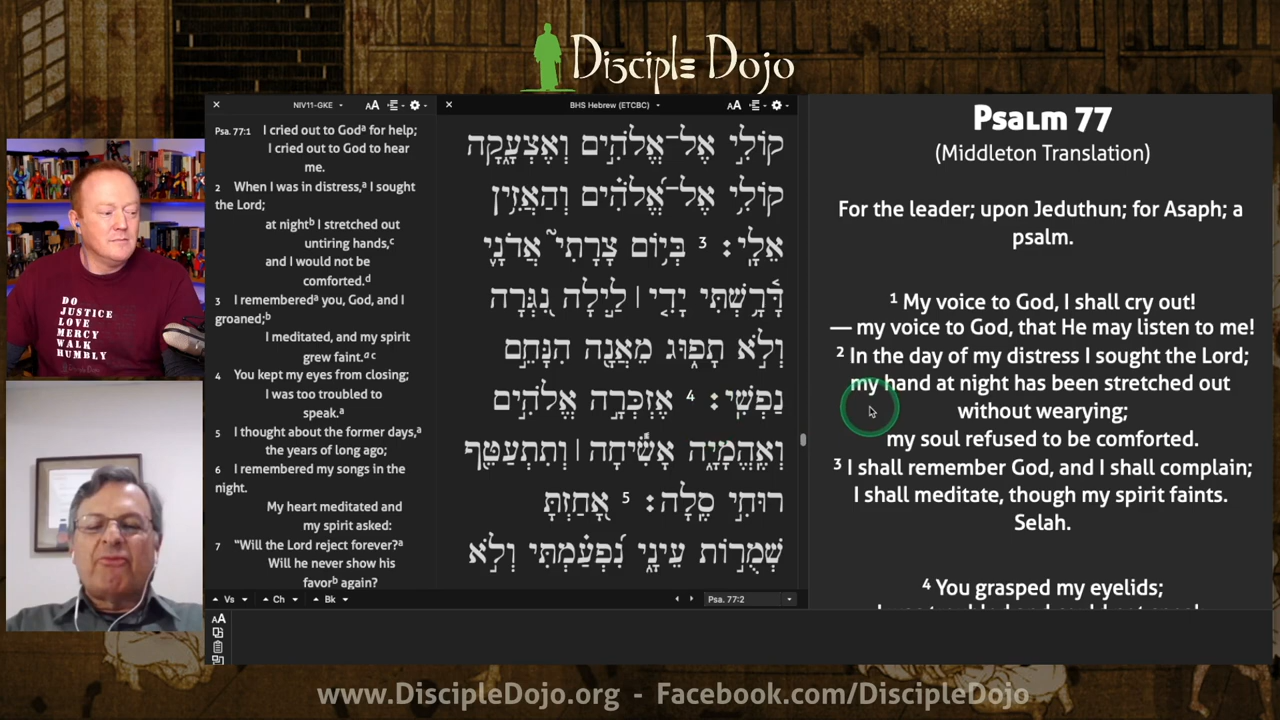 Disciple Dojo
NIV11-GKE
Psa. 77:1 I cried out to Godᵃ for help;
I cried out to God to hear
me.
2 When I was in distress,ᵃ I sought
the Lord;
at nightᵇ I stretched out
untiring hands,ᶜ
and I would not be
comforted.ᵈ
3 I rememberedᵃ you, God, and I
groaned;ᵇ
I meditated, and my spirit
grew faint.ᵃ ᶜ
4 You kept my eyes from closing;
I was too troubled to
speak.ᵃ
5 I thought about the former days,ᵃ
the years of long ago;
6 I remembered my songs in the
night.
My heart meditated and
my spirit asked:
7 “Will the Lord reject forever?ᵃ
Will he never show his
favorᵇ again?
Vs Ch Bk
BHS Hebrew (ETCBC)
קוֹלִ֣י אֶל־אֱלֹהִ֣ים וְאֶצְעָ֑קָה
קוֹלִ֥י אֶל־אֱ֝לֹהִ֗ים וְהַאֲזִ֥ין
אֵלָֽי׃ 3 בְּי֥וֹם צָרָתִי֮ אֲדֹנָ֪י
דָּ֫רָ֥שְׁתִּי יָדִ֤י ׀ לַ֣יְלָה נִ֭גְּרָה
וְלֹ֣א תָפ֑וּג מֵאֲנָ֖ה הִנָּחֵ֣ם
נַפְשִֽׁי׃ 4 אֶזְכְּרָ֣ה אֱלֹהִ֣ים
וְאֶֽהֱמָיָ֑ה אָשִׂ֓יחָה ׀ וְתִתְעַטֵּ֖ף
רוּחִ֣י סֶֽלָה׃ 5 אָ֭חַזְתָּ
שְׁמֻר֣וֹת עֵינָ֑י נִ֝פְעַ֗מְתִּי וְלֹ֣א
Psa. 77:2
Psalm 77
(Middleton Translation)
For the leader; upon Jeduthun; for Asaph; a
psalm.
1 My voice to God, I shall cry out!
— my voice to God, that He may listen to me!
2 In the day of my distress I sought the Lord;
my hand at night has been stretched out
without wearying;
my soul refused to be comforted.
3 I shall remember God, and I shall complain;
I shall meditate, though my spirit faints.
Selah.
4 You grasped my eyelids;
DO
JUSTICE
LOVE
MERCY
WALK
HUMBLY
www.DiscipleDojo.org - Facebook.com/DiscipleDojo